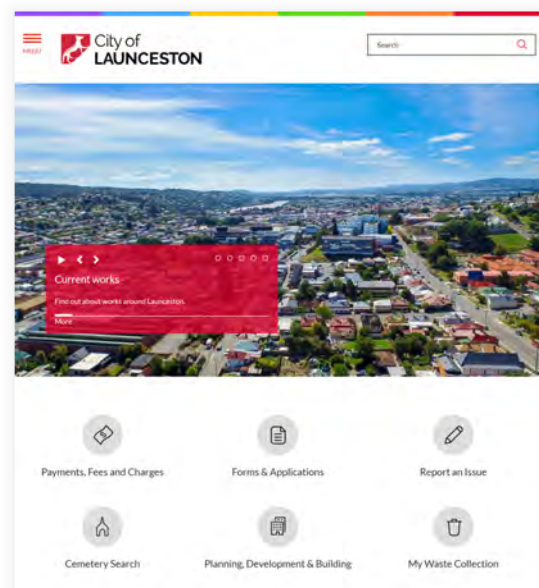 City of
LAUNCESTON
MENU
Search
Current works
Find out about works around Launceston.
More
Payments, Fees and Charges
Forms & Applications
Report an Issue
Cemetery Search
Planning, Development & Building
My Waste Collection